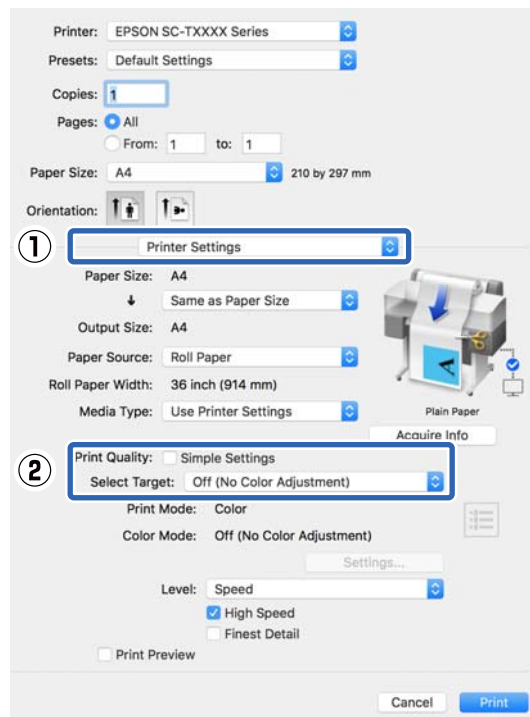 Printer: EPSON SC-TXXXX Series
Presets: Default Settings
Copies: 1
Pages: All
From: 1 to: 1
Paper Size: A4 210 by 297 mm
Orientation:
1 Printer Settings
Paper Size: A4
Same as Paper Size
Output Size: A4
Paper Source: Roll Paper
Roll Paper Width: 36 inch (914 mm)
Media Type: Use Printer Settings
Plain Paper
Acquire Info
2 Print Quality: Simple Settings
Select Target: Off (No Color Adjustment)
Print Mode: Color
Color Mode: Off (No Color Adjustment)
Settings...
Level: Speed
High Speed
Finest Detail
Print Preview
Cancel Print